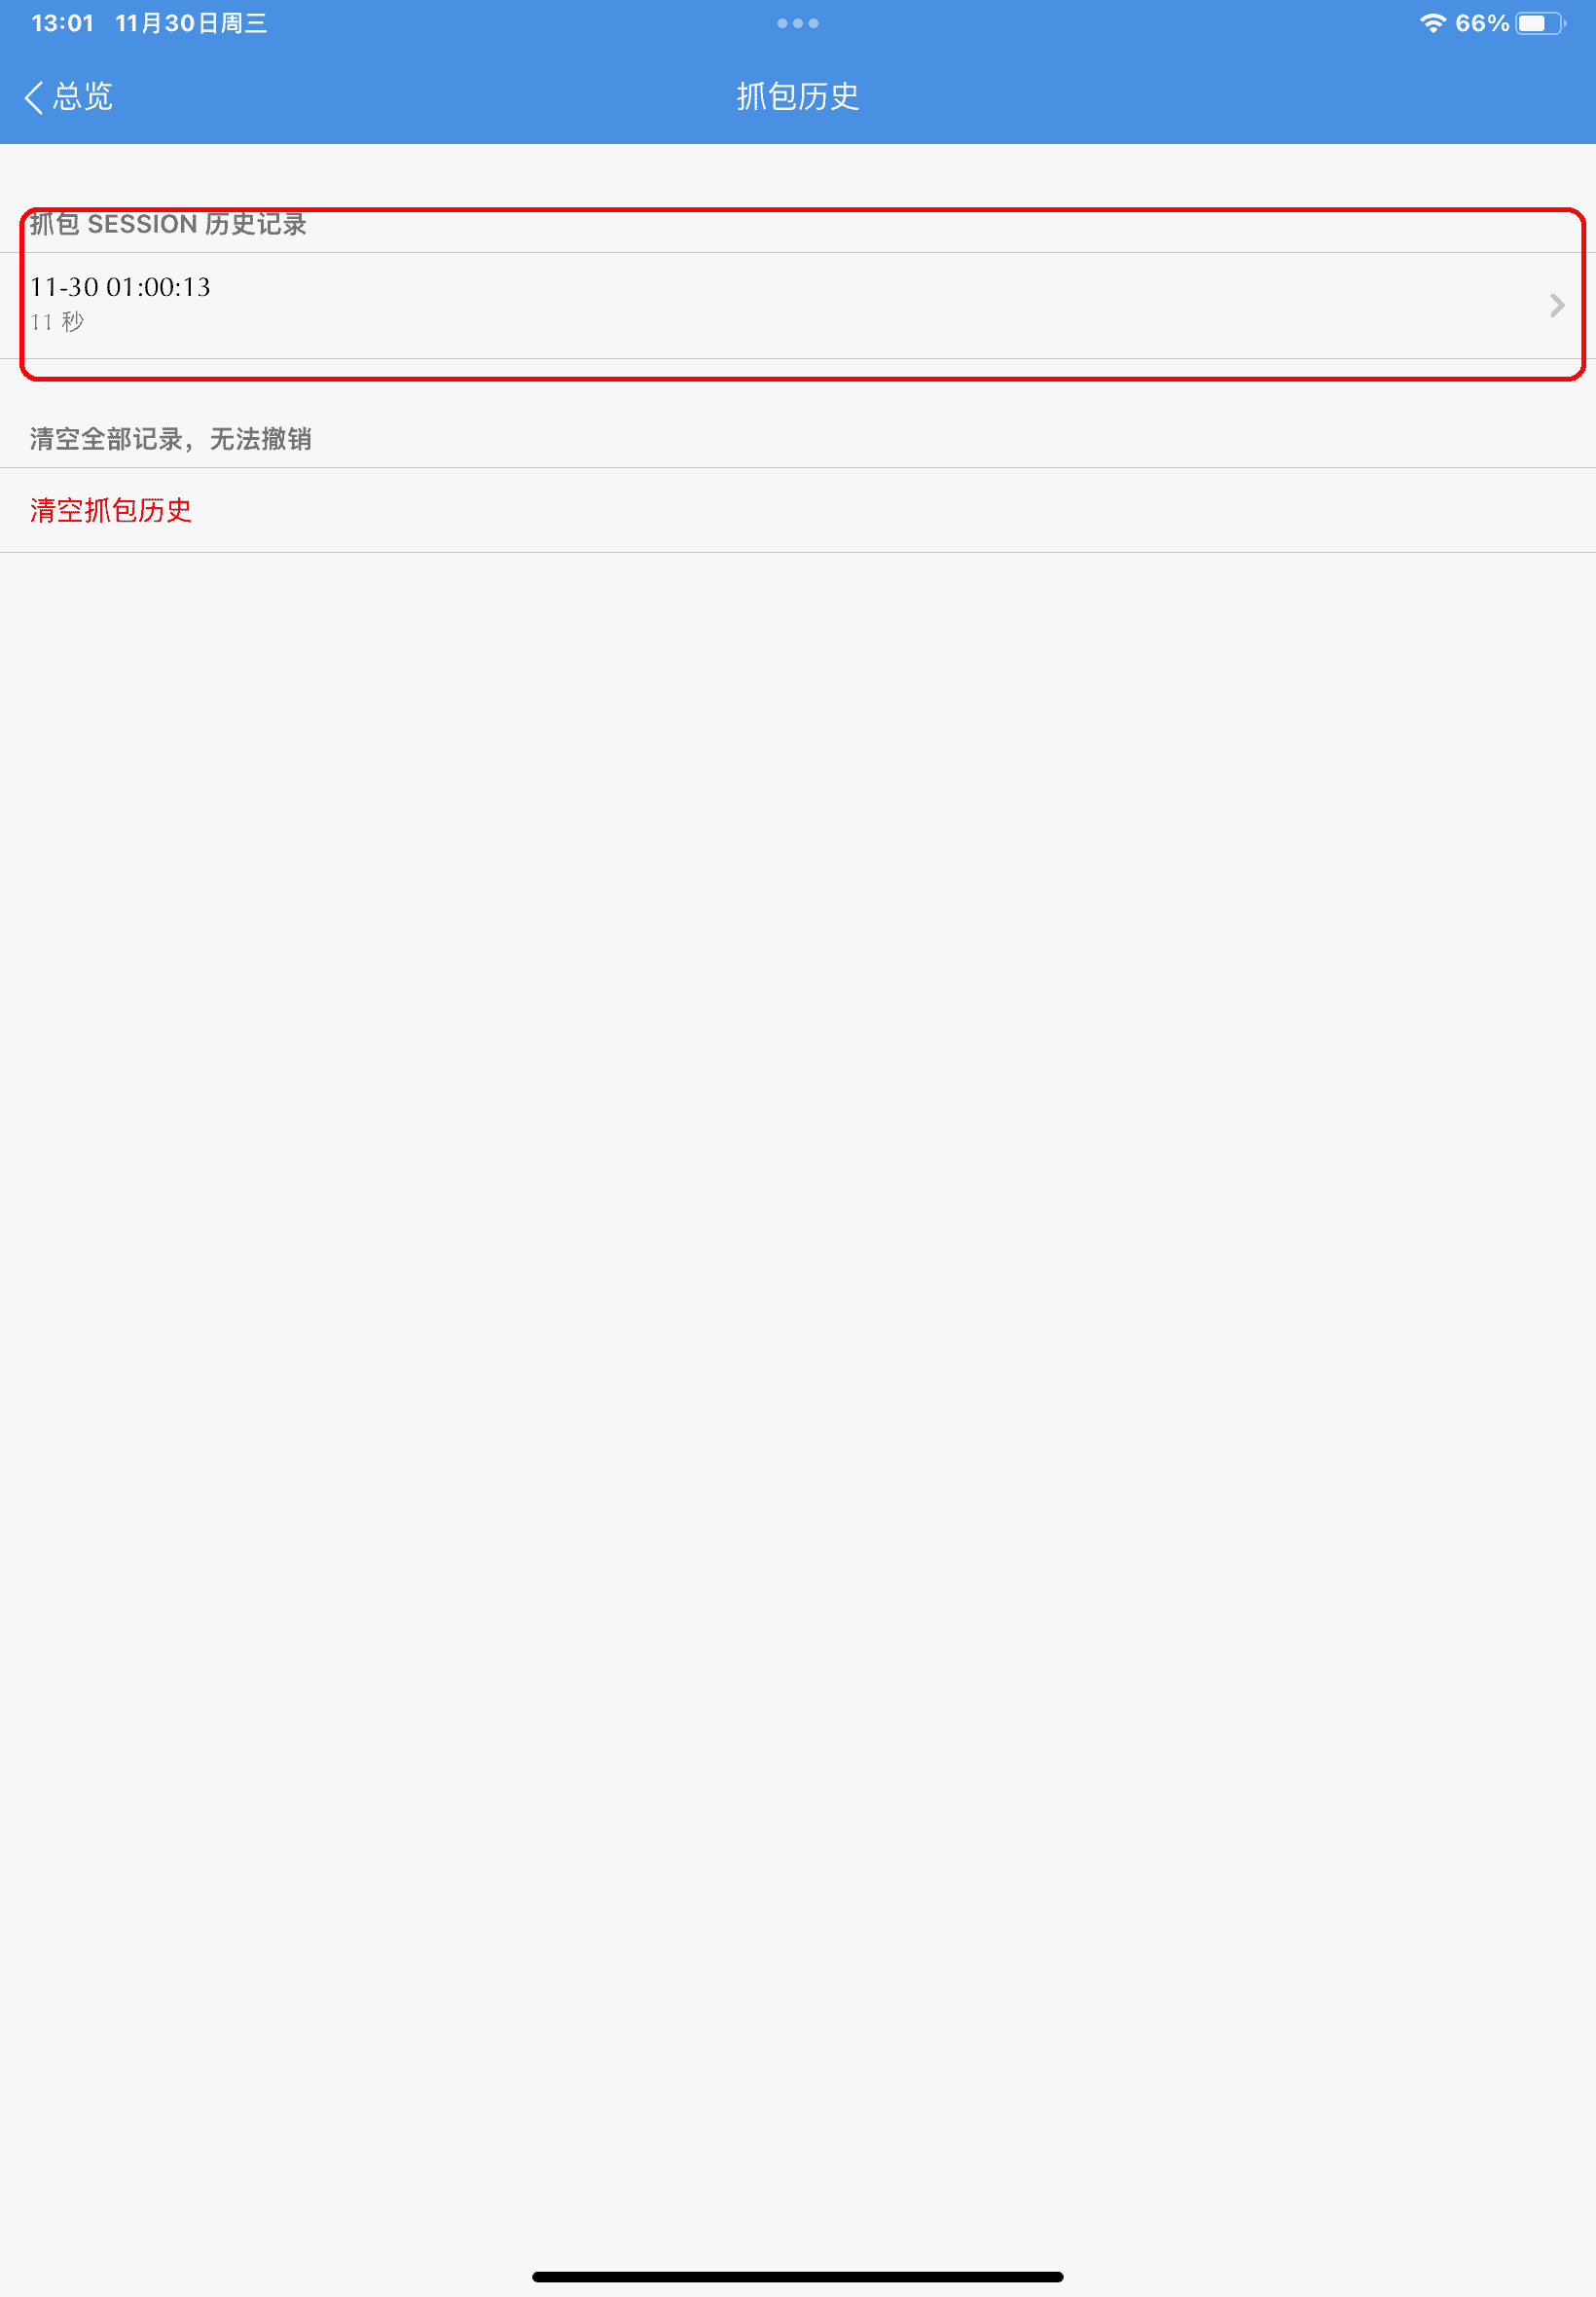 13:01 11月30日周三
66%
总览
抓包历史
抓包 SESSION 历史记录
11-30 01:00:13
11 秒
清空全部记录，无法撤销
清空抓包历史